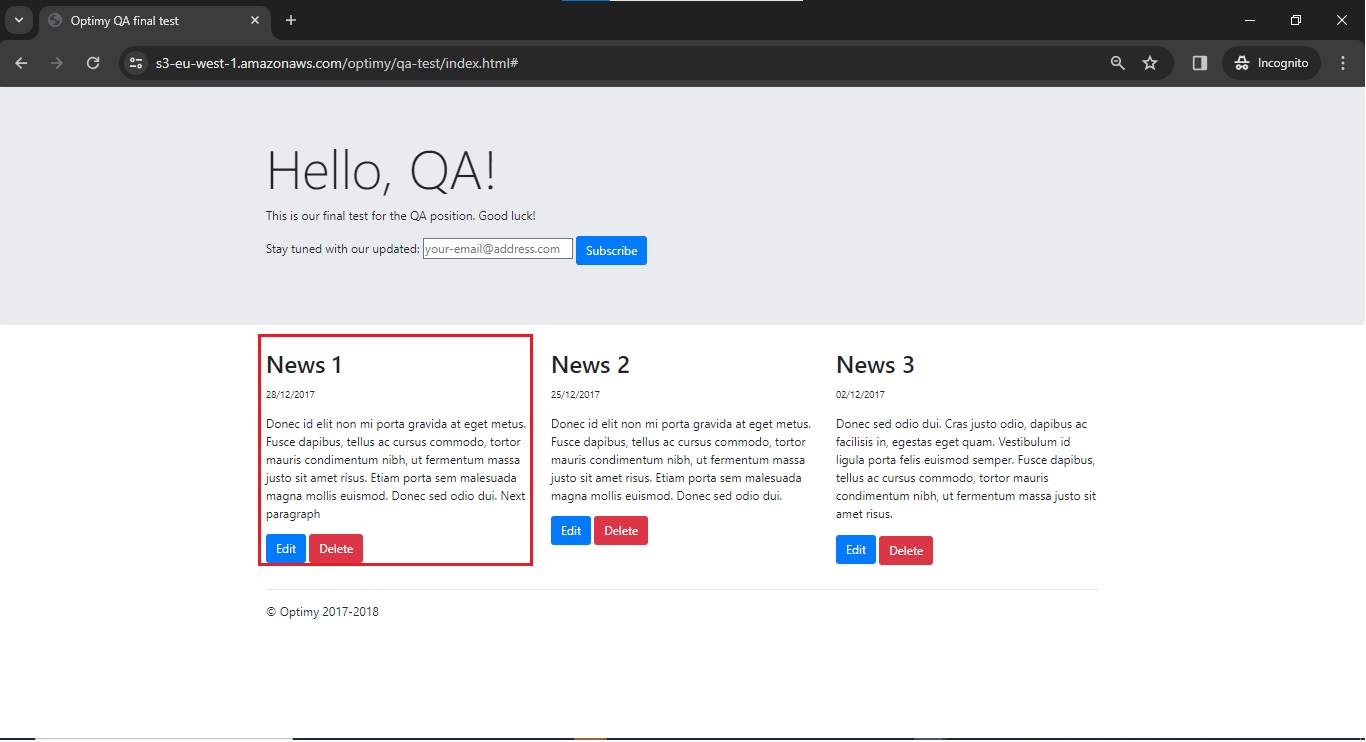 Optimy QA final test
s3-eu-west-1.amazonaws.com/optimy/qa-test/index.html#
Incognito
Hello, QA!
This is our final test for the QA position. Good luck!
Stay tuned with our updated: your-email@address.com Subscribe
News 1
28/12/2017
Donec id elit non mi porta gravida at eget metus.
Fusce dapibus, tellus ac cursus commodo, tortor
mauris condimentum nibh, ut fermentum massa
justo sit amet risus. Etiam porta sem malesuada
magna mollis euismod. Donec sed odio dui. Next
paragraph
Edit Delete
News 2
25/12/2017
Donec id elit non mi porta gravida at eget metus.
Fusce dapibus, tellus ac cursus commodo, tortor
mauris condimentum nibh, ut fermentum massa
justo sit amet risus. Etiam porta sem malesuada
magna mollis euismod. Donec sed odio dui.
Edit Delete
News 3
02/12/2017
Donec sed odio dui. Cras justo odio, dapibus ac
facilisis in, egestas eget quam. Vestibulum id
ligula porta felis euismod semper. Fusce dapibus,
tellus ac cursus commodo, tortor mauris
condimentum nibh, ut fermentum massa justo sit
amet risus.
Edit Delete
© Optimy 2017-2018